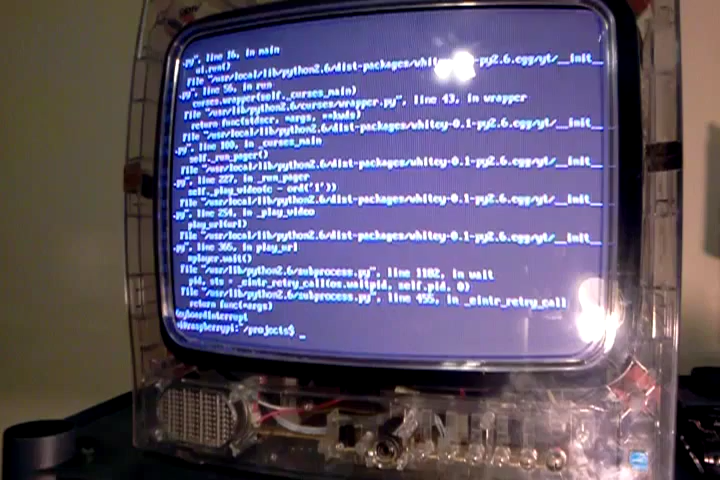 .py", line 16, in main
ui.run()
File "/usr/local/lib/python2.6/dist-packages/whit -py2.6.egg/yt/__init__
.py", line 56, in run
curses.wrapper(self._curses_main)
File "/usr/lib/python2.6/curses/wrapper.py", line 43, in wrapper
return func(stdscr, *args, **kwds)
File "/usr/local/lib/python2.6/dist-packages/whitey-0.1-py2.6.egg/yt/__init__
.py", line 100, in _curses_main
self._run_pager()
File "/usr/local/lib/python2.6/dist-packages/whitey-0.1-py2.6.egg/yt/__init__
.py", line 227, in _run_pager
self._play_video(c - ord('1'))
File "/usr/local/lib/python2.6/dist-packages/whitey-0.1-py2.6.egg/yt/__init__
.py", line 254, in _play_video
play_url(url)
File "/usr/local/lib/python2.6/dist-packages/whitey-0.1-py2.6.egg/yt/__init__
.py", line 365, in play_url
mplayer.wait()
File "/usr/lib/python2.6/subprocess.py", line 1182, in wait
pid, sts = _eintr_retry_call(os.waitpid, self.pid, 0)
File "/usr/lib/python2.6/subprocess.py", line 455, in _eintr_retry_call
return func(*args)
KeyboardInterrupt
pi@raspberrypi:~/projects$ _